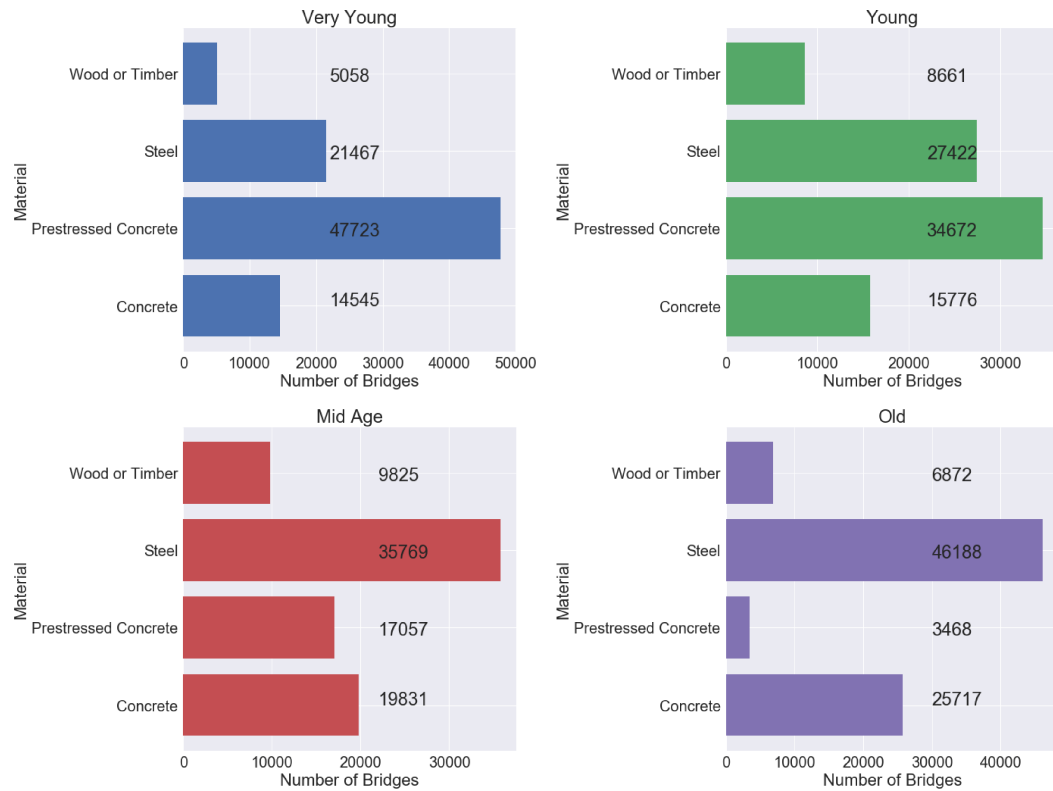 Very Young
Wood or Timber 5058
Steel 21467
Prestressed Concrete 47723
Concrete 14545
Material
0 10000 20000 30000 40000 50000
Number of Bridges
Young
Wood or Timber 8661
Steel 27422
Prestressed Concrete 34672
Concrete 15776
Material
0 10000 20000 30000
Number of Bridges
Mid Age
Wood or Timber 9825
Steel 35769
Prestressed Concrete 17057
Concrete 19831
Material
0 10000 20000 30000
Number of Bridges
Old
Wood or Timber 6872
Steel 46188
Prestressed Concrete 3468
Concrete 25717
Material
0 10000 20000 30000 40000
Number of Bridges